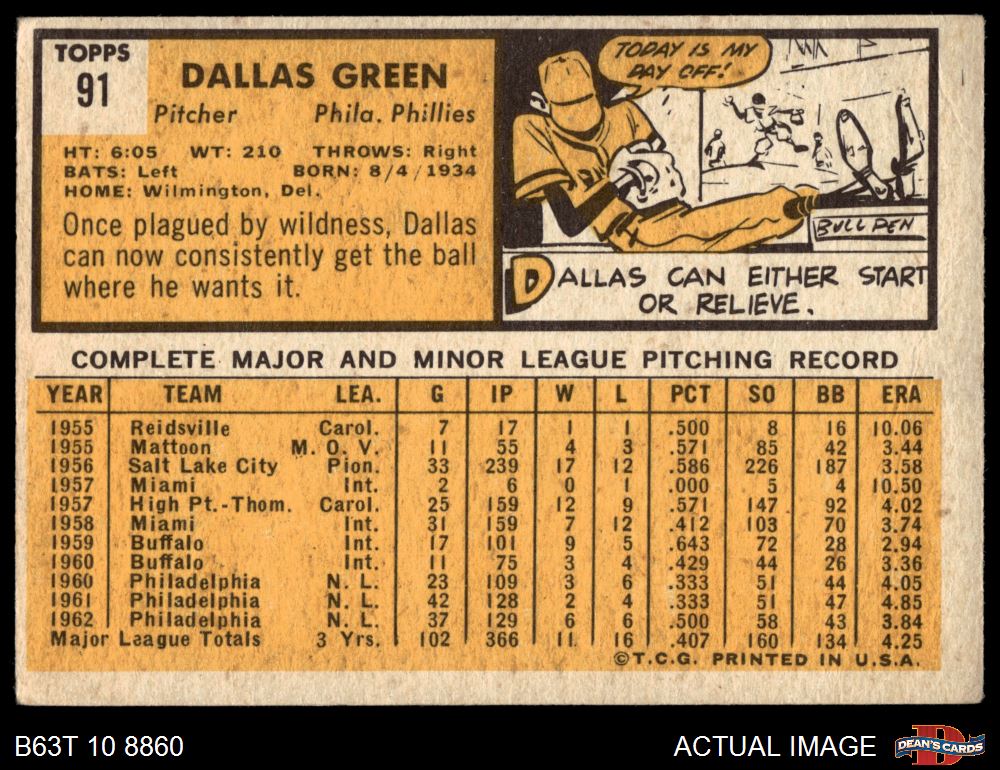 TOPPS
91
DALLAS GREEN
Pitcher Phila. Phillies
HT: 6:05 WT: 210 THROWS: Right
BATS: Left BORN: 8/4/1934
HOME: Wilmington, Del.
Once plagued by wildness, Dallas
can now consistently get the ball
where he wants it.
TODAY IS MY
DAY OFF!
BULL PEN
DALLAS CAN EITHER START
OR RELIEVE.
COMPLETE MAJOR AND MINOR LEAGUE PITCHING RECORD
YEAR TEAM LEA. G IP W L PCT SO BB ERA
1955 Reidsville Carol. 7 17 1 1 .500 8 16 10.06
1955 Mattoon M. O. V. 11 55 4 3 .571 85 42 3.44
1956 Salt Lake City Pion. 33 239 17 12 .586 226 187 3.58
1957 Miami Int. 2 6 0 1 .000 5 4 10.50
1957 High Pt.-Thom. Carol. 25 159 12 9 .571 147 92 4.02
1958 Miami Int. 31 159 7 12 .412 103 70 3.74
1959 Buffalo Int. 17 101 9 5 .643 72 28 2.94
1960 Buffalo Int. 11 75 3 4 .429 44 26 3.36
1960 Philadelphia N. L. 23 109 3 6 .333 51 44 4.05
1961 Philadelphia N. L. 42 128 2 4 .333 51 47 4.85
1962 Philadelphia N. L. 37 129 6 6 .500 58 43 3.84
Major League Totals 3 Yrs. 102 366 11 16 .407 160 134 4.25
©T.C.G. PRINTED IN U.S.A.
B63T 10 8860 ACTUAL IMAGE DEAN'S CARDS